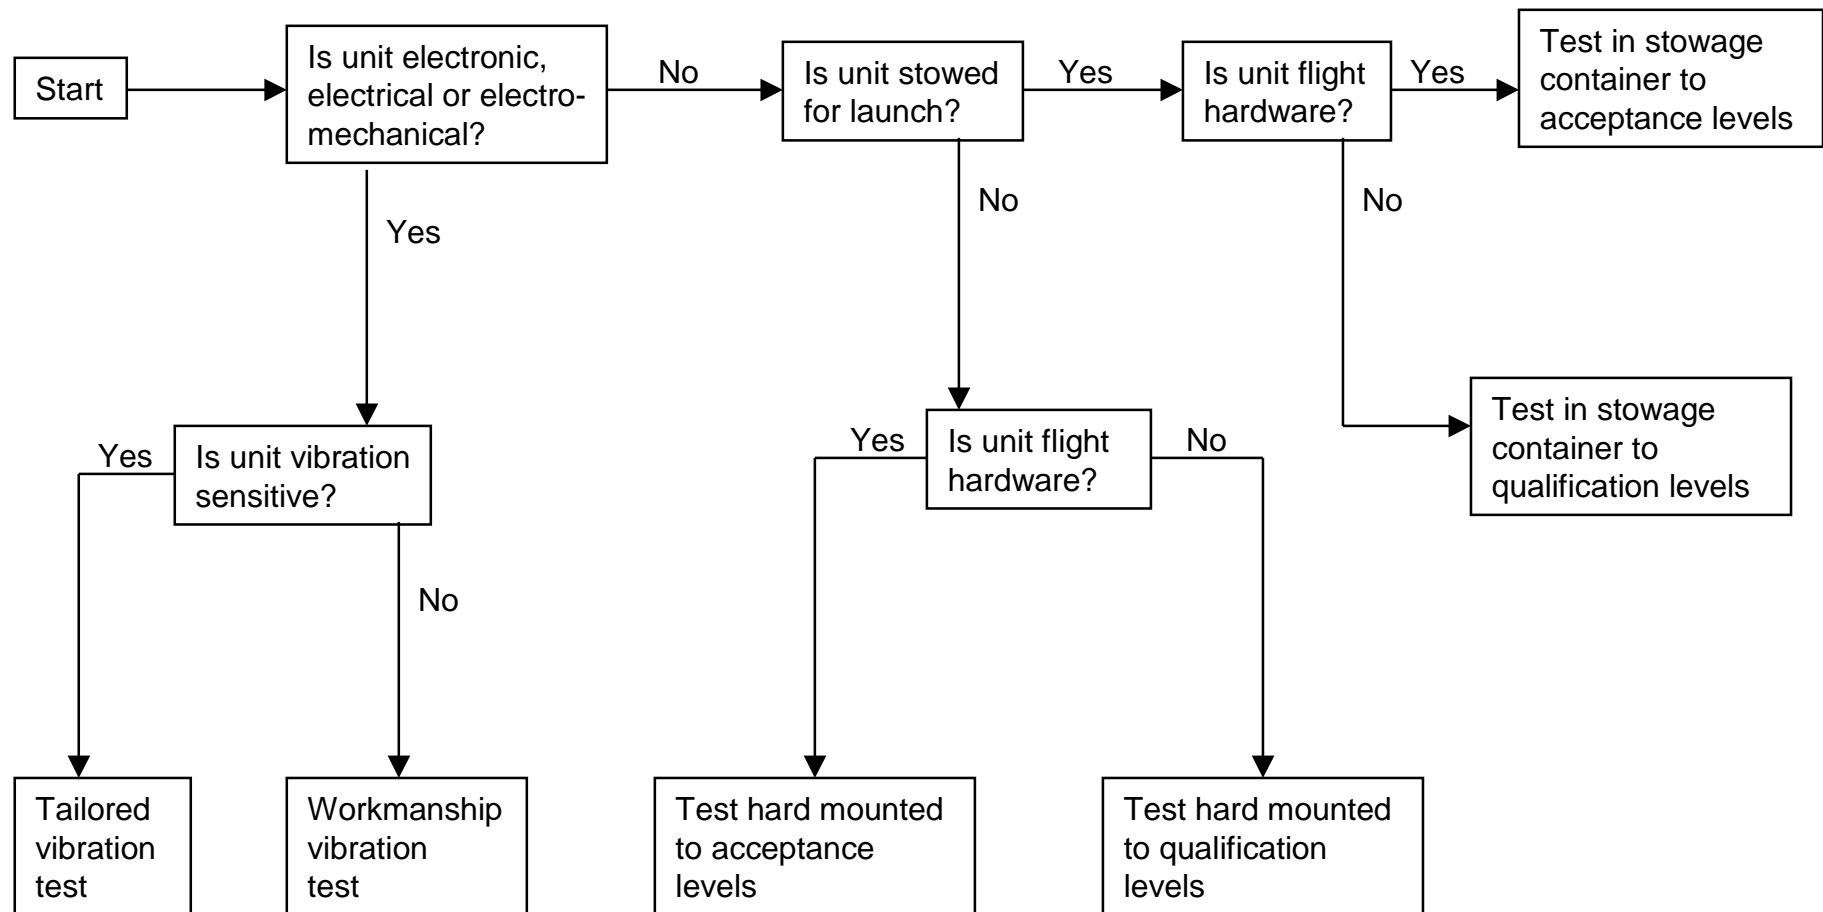 Start
Is unit electronic,
electrical or electro-
mechanical?
No
Is unit stowed
for launch?
Yes
Is unit flight
hardware?
Yes
Test in stowage
container to
acceptance levels
Yes
No
No
Yes
Is unit vibration
sensitive?
No
Yes
Is unit flight
hardware?
No
Test in stowage
container to
qualification levels
Tailored
vibration
test
Workmanship
vibration
test
Test hard mounted
to acceptance
levels
Test hard mounted
to qualification
levels